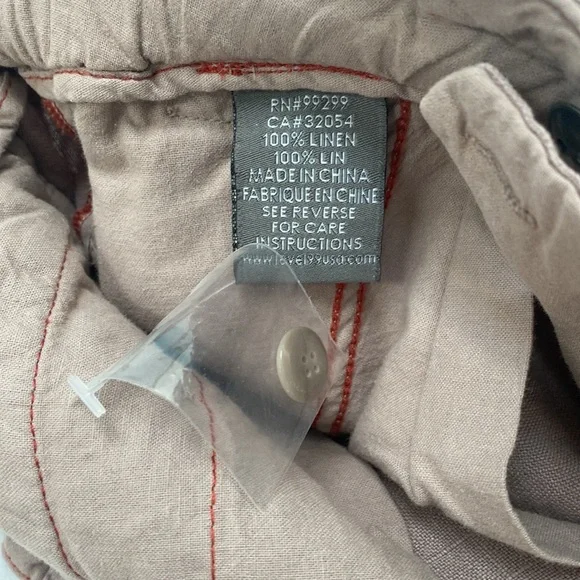 RN#99299
CA#32054
100% LINEN
100% LIN
MADE IN CHINA
FABRIQUE EN CHINE
SEE REVERSE
FOR CARE
INSTRUCTIONS
www.level99usa.com